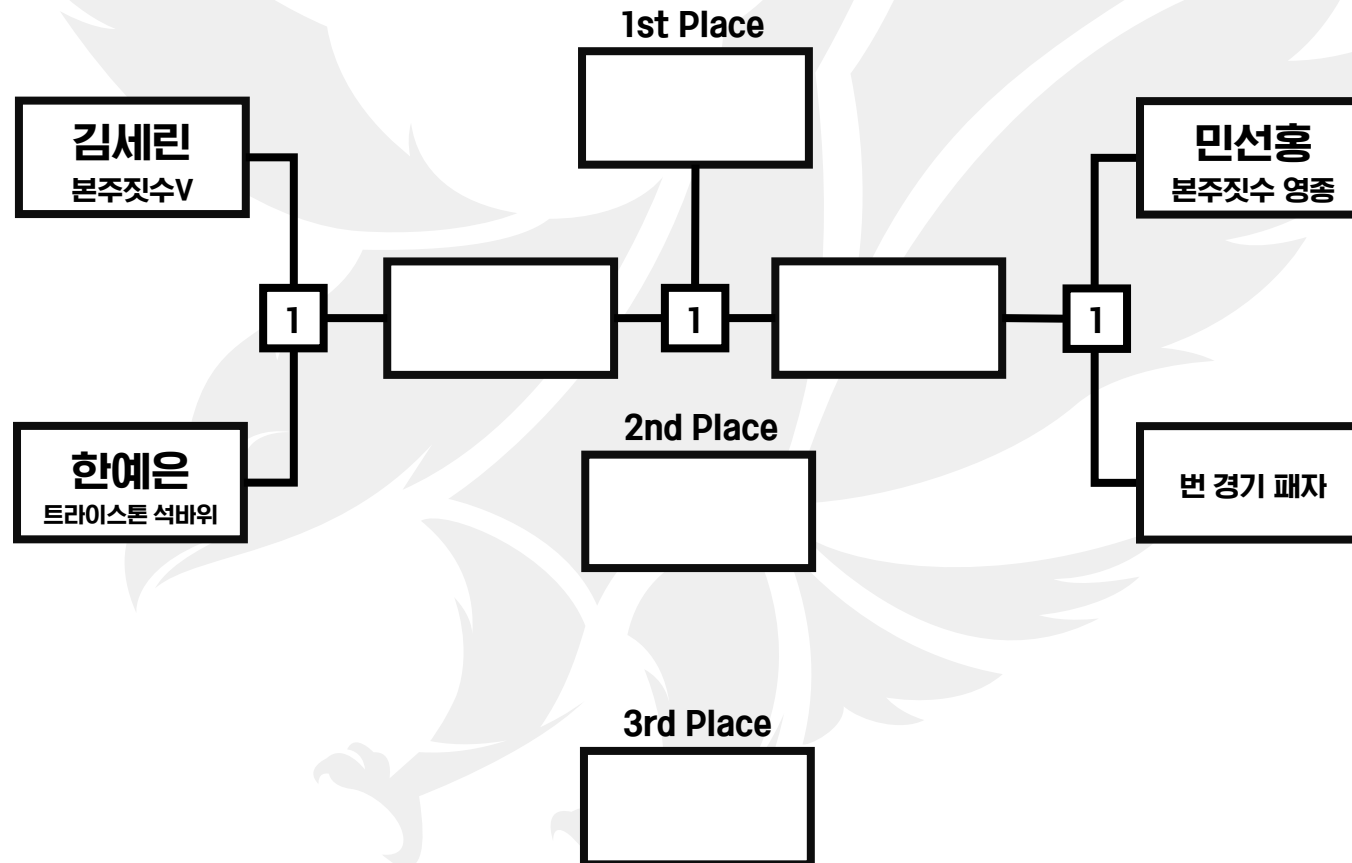 1st Place
김세린
본주짓수V
민선홍
본주짓수 영종
1
1
1
2nd Place
한예은
트라이스톤 석바위
번 경기 패자
3rd Place